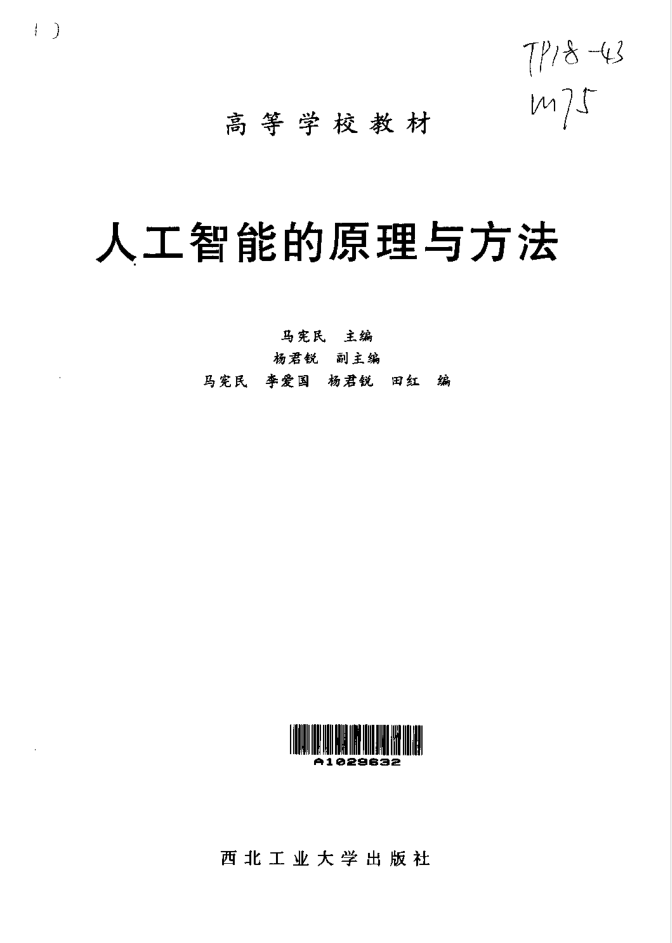 1 )
TP18-43
M75
高等学校教材
人工智能的原理与方法
马宪民 主编
杨君锐 副主编
马宪民 李爱国 杨君锐 田红 编
A1029632
西北工业大学出版社